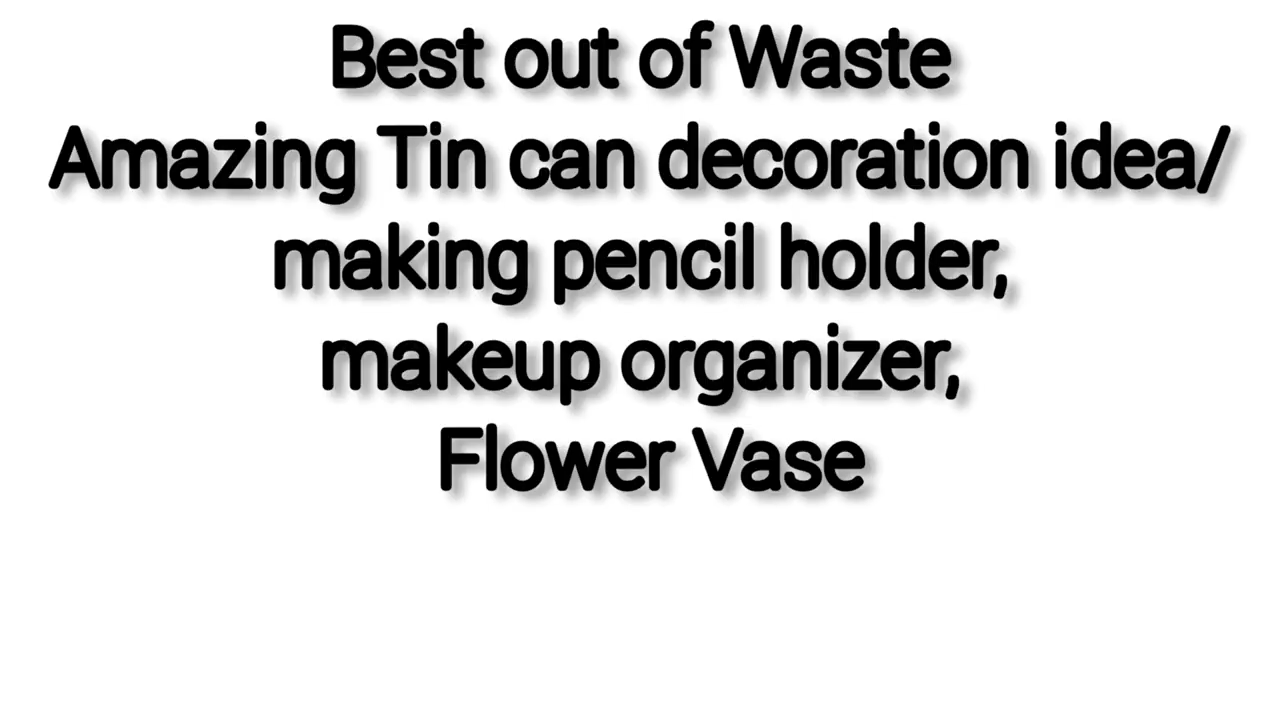 Best out of Waste
Amazing Tin can decoration idea/
making pencil holder,
makeup organizer,
Flower Vase